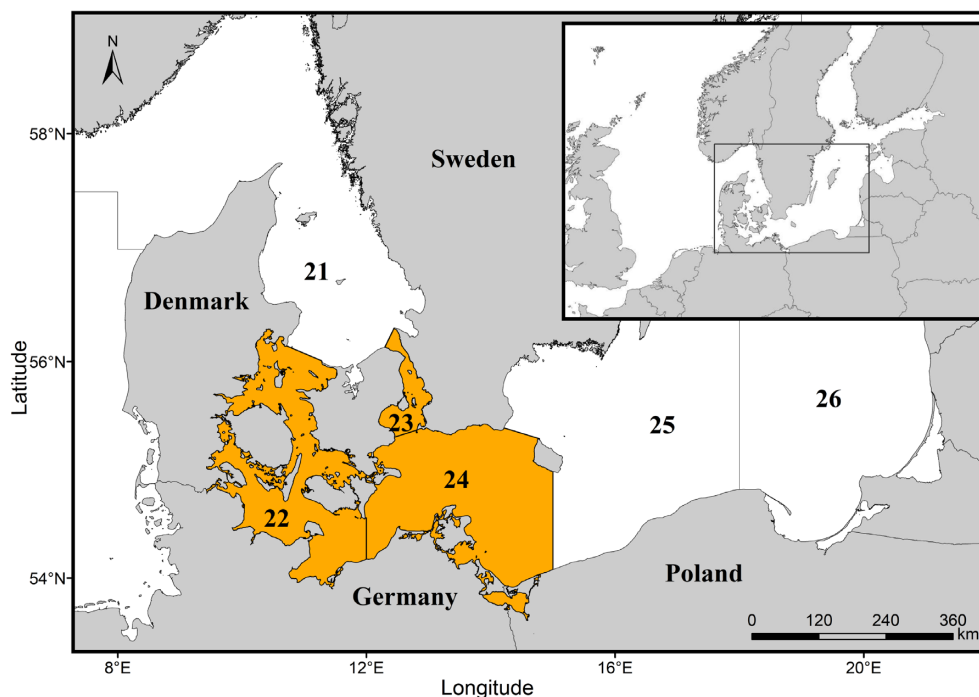 N
58°N
Sweden
21
Denmark
56°N
Latitude
26
25
23
24
22
54°N
Poland
Germany
0 120 240 360
km
8°E 12°E 16°E 20°E
Longitude